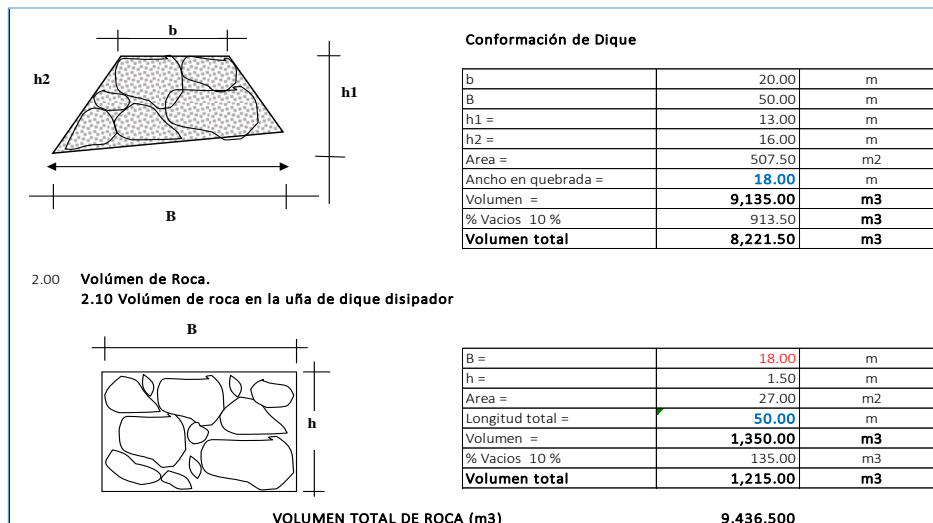 b
h2
h1
B
Conformación de Dique
b 20.00 m
B 50.00 m
h1 = 13.00 m
h2 = 16.00 m
Area = 507.50 m2
Ancho en quebrada = 18.00 m
Volumen = 9,135.00 m3
% Vacios 10 % 913.50 m3
Volumen total 8,221.50 m3
2.00 Volúmen de Roca.
2.10 Volúmen de roca en la uña de dique disipador
B
h
B = 18.00 m
h = 1.50 m
Area = 27.00 m2
Longitud total = 50.00 m
Volumen = 1,350.00 m3
% Vacios 10 % 135.00 m3
Volumen total 1,215.00 m3
VOLUMEN TOTAL DE ROCA (m3) 9,436.500